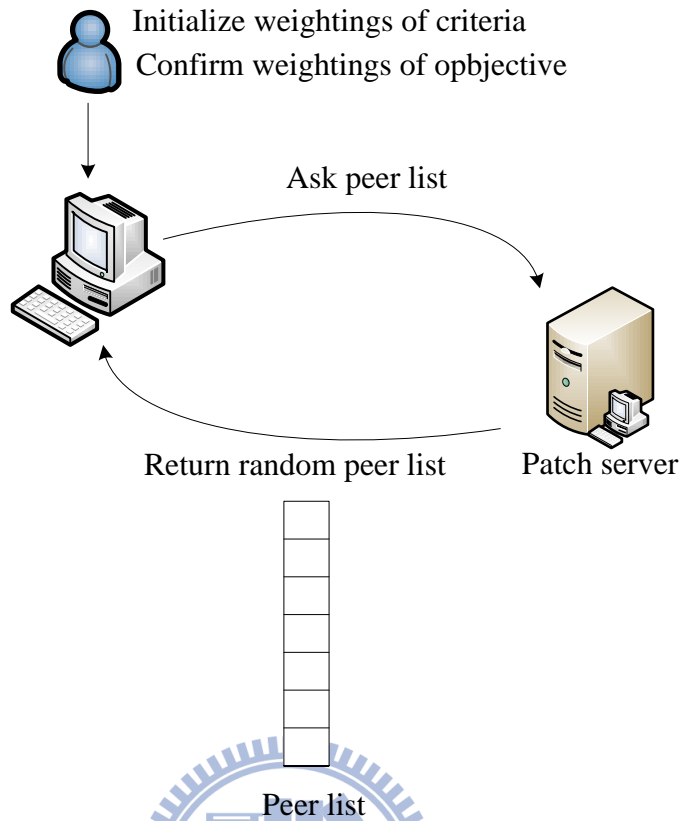 Initialize weightings of criteria
Confirm weightings of opbjective
Ask peer list
Return random peer list
Patch server
Peer list